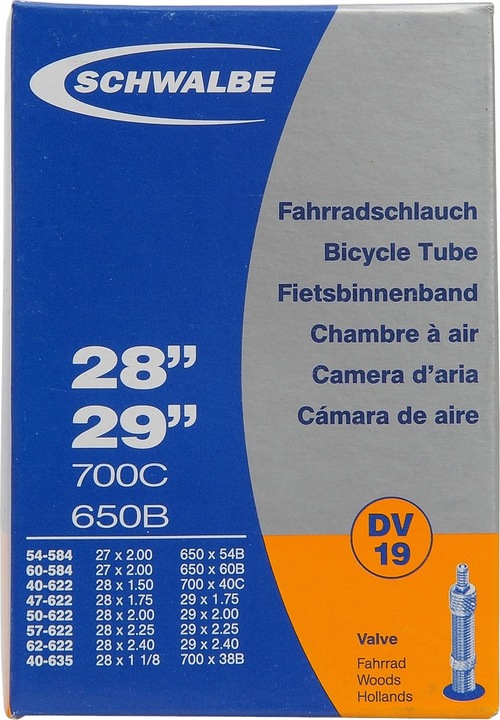 SCHWALBE
Fahrradschlauch
Bicycle Tube
Fietsbinnenband
Chambre à air
Camera d'aria
Cámara de aire
28”
29”
700C
650B
54-584 27 x 2.00 650 x 54B
60-584 27 x 2.00 650 x 60B
40-622 28 x 1.50 700 x 40C
47-622 28 x 1.75 29 x 1.75
50-622 28 x 2.00 29 x 2.00
57-622 28 x 2.25 29 x 2.25
62-622 28 x 2.40 29 x 2.40
40-635 28 x 1 1/8 700 x 38B
DV
19
Valve
Fahrrad
Woods
Hollands